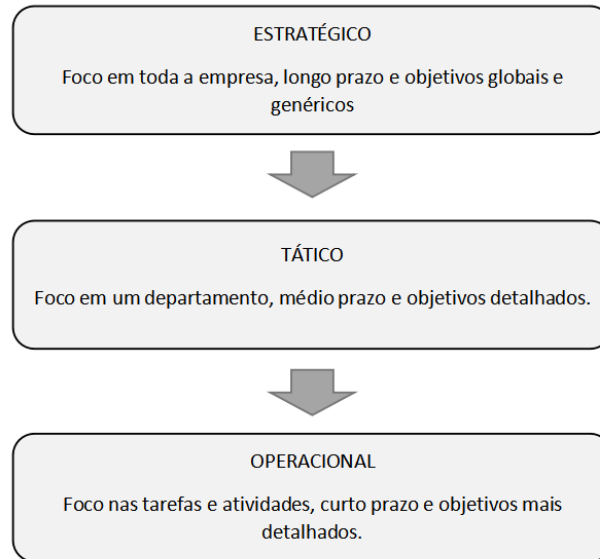 ESTRATÉGICO
Foco em toda a empresa, longo prazo e objetivos globais e
genéricos
TÁTICO
Foco em um departamento, médio prazo e objetivos detalhados.
OPERACIONAL
Foco nas tarefas e atividades, curto prazo e objetivos mais
detalhados.